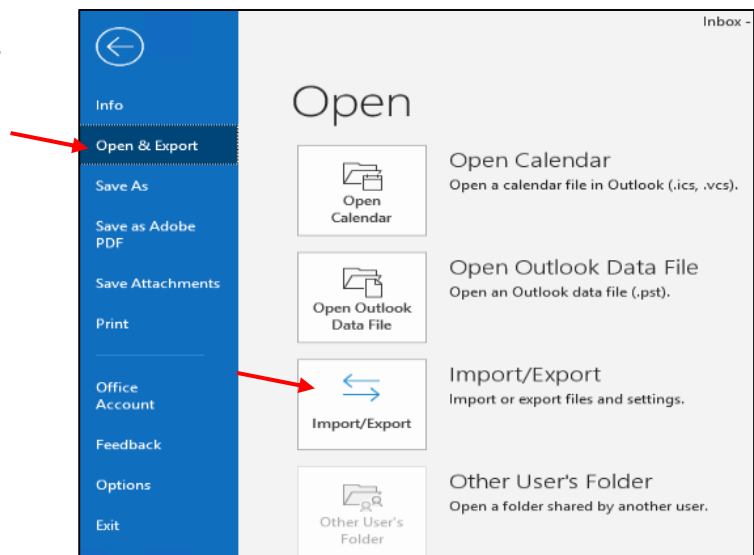 Inbox -
Info
Open & Export
Save As
Save as Adobe
PDF
Save Attachments
Print
Office
Account
Feedback
Options
Exit
Open
Open
Calendar
Open Calendar
Open a calendar file in Outlook (.ics, .vcs).
Open Outlook
Data File
Open Outlook Data File
Open an Outlook data file (.pst).
Import/Export
Import/Export
Import or export files and settings.
Other User's
Folder
Other User's Folder
Open a folder shared by another user.